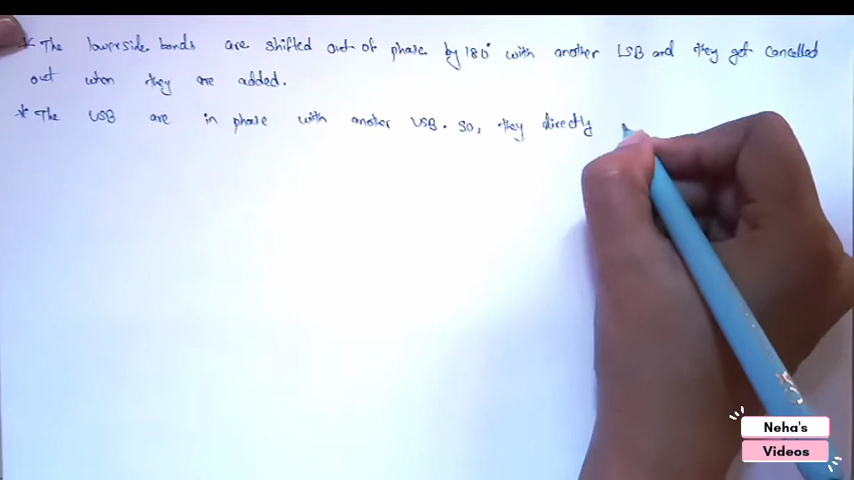 * The lowerside bands are shifted out of phase by 180° with another LSB and they get cancelled
out when they are added.
* The USB are in phase with another USB. So, they directly
Neha's
Videos